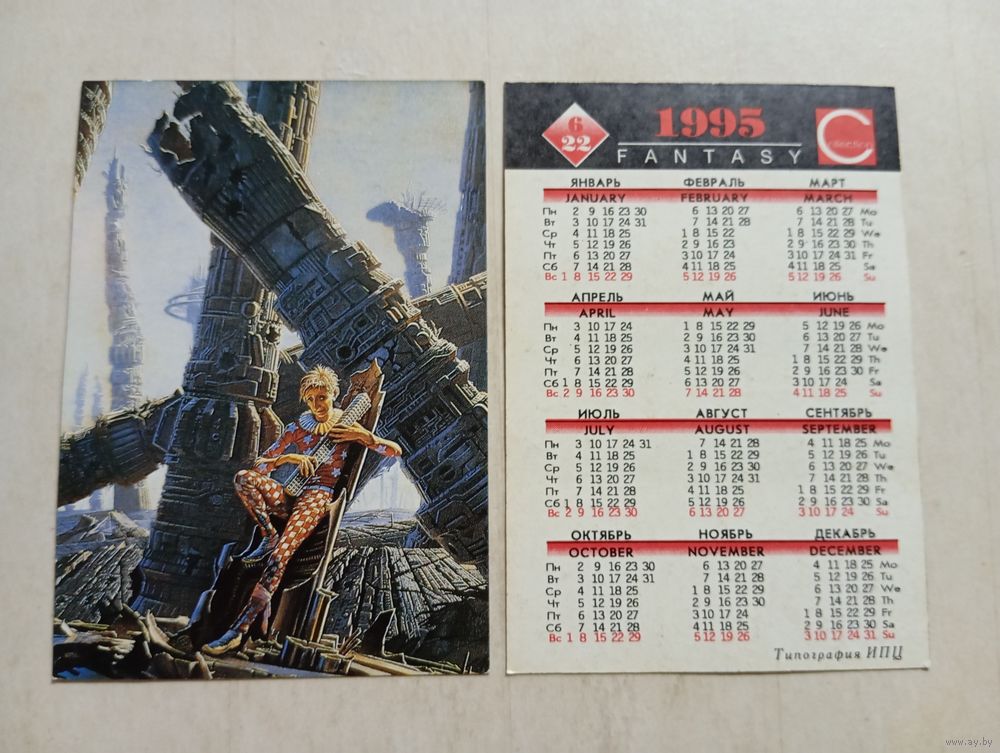 6
22
1995
FANTASY
Collection
ЯНВАРЬ ФЕВРАЛЬ МАРТ
JANUARY FEBRUARY MARCH
Пн 2 9 16 23 30 6 13 20 27 6 13 20 27 Mo
Вт 3 10 17 24 31 7 14 21 28 7 14 21 28 Tu
Ср 4 11 18 25 1 8 15 22 1 8 15 22 29 We
Чт 5 12 19 26 2 9 16 23 2 9 16 23 30 Th
Пт 6 13 20 27 3 10 17 24 3 10 17 24 31 Fr
Сб 7 14 21 28 4 11 18 25 4 11 18 25 Sa
Вс 1 8 15 22 29 5 12 19 26 5 12 19 26 Su
АПРЕЛЬ МАЙ ИЮНЬ
APRIL MAY JUNE
Пн 3 10 17 24 1 8 15 22 29 5 12 19 26 Mo
Вт 4 11 18 25 2 9 16 23 30 6 13 20 27 Tu
Ср 5 12 19 26 3 10 17 24 31 7 14 21 28 We
Чт 6 13 20 27 4 11 18 25 1 8 15 22 29 Th
Пт 7 14 21 28 5 12 19 26 2 9 16 23 30 Fr
Сб 1 8 15 22 29 6 13 20 27 3 10 17 24 Sa
Вс 2 9 16 23 30 7 14 21 28 4 11 18 25 Su
ИЮЛЬ АВГУСТ СЕНТЯБРЬ
JULY AUGUST SEPTEMBER
Пн 3 10 17 24 31 7 14 21 28 4 11 18 25 Mo
Вт 4 11 18 25 1 8 15 22 29 5 12 19 26 Tu
Ср 5 12 19 26 2 9 16 23 30 6 13 20 27 We
Чт 6 13 20 27 3 10 17 24 31 7 14 21 28 Th
Пт 7 14 21 28 4 11 18 25 1 8 15 22 29 Fr
Сб 1 8 15 22 29 5 12 19 26 2 9 16 23 30 Sa
Вс 2 9 16 23 30 6 13 20 27 3 10 17 24 Su
ОКТЯБРЬ НОЯБРЬ ДЕКАБРЬ
OCTOBER NOVEMBER DECEMBER
Пн 2 9 16 23 30 6 13 20 27 4 11 18 25 Mo
Вт 3 10 17 24 31 7 14 21 28 5 12 19 26 Tu
Ср 4 11 18 25 1 8 15 22 29 6 13 20 27 We
Чт 5 12 19 26 2 9 16 23 30 7 14 21 28 Th
Пт 6 13 20 27 3 10 17 24 1 8 15 22 29 Fr
Сб 7 14 21 28 4 11 18 25 2 9 16 23 30 Sa
Вс 1 8 15 22 29 5 12 19 26 3 10 17 24 31 Su
Типография ИПЦ
© www.ay.by